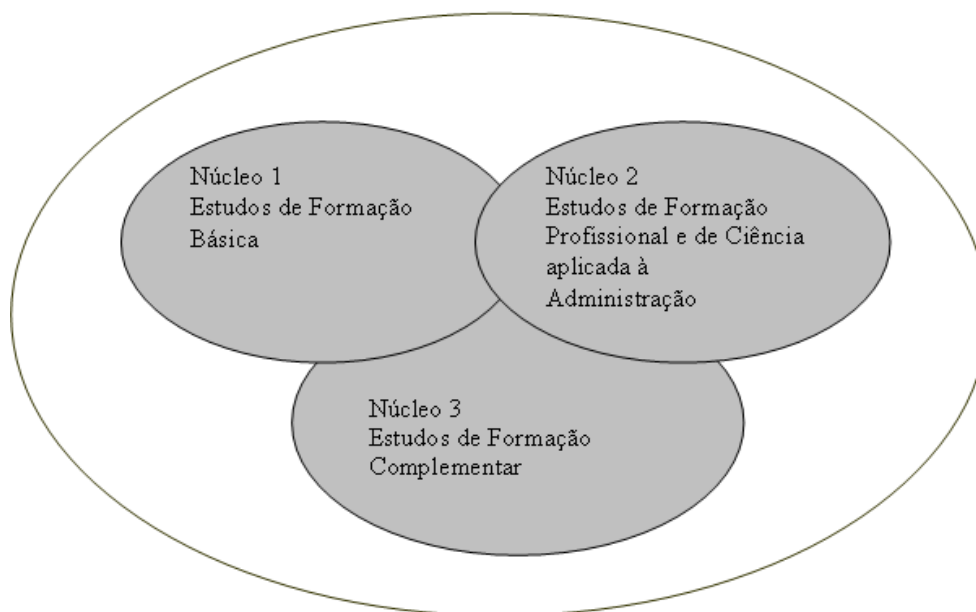 Núcleo 1
Estudos de Formação
Básica
Núcleo 2
Estudos de Formação
Profissional e de Ciência
aplicada à
Administração
Núcleo 3
Estudos de Formação
Complementar